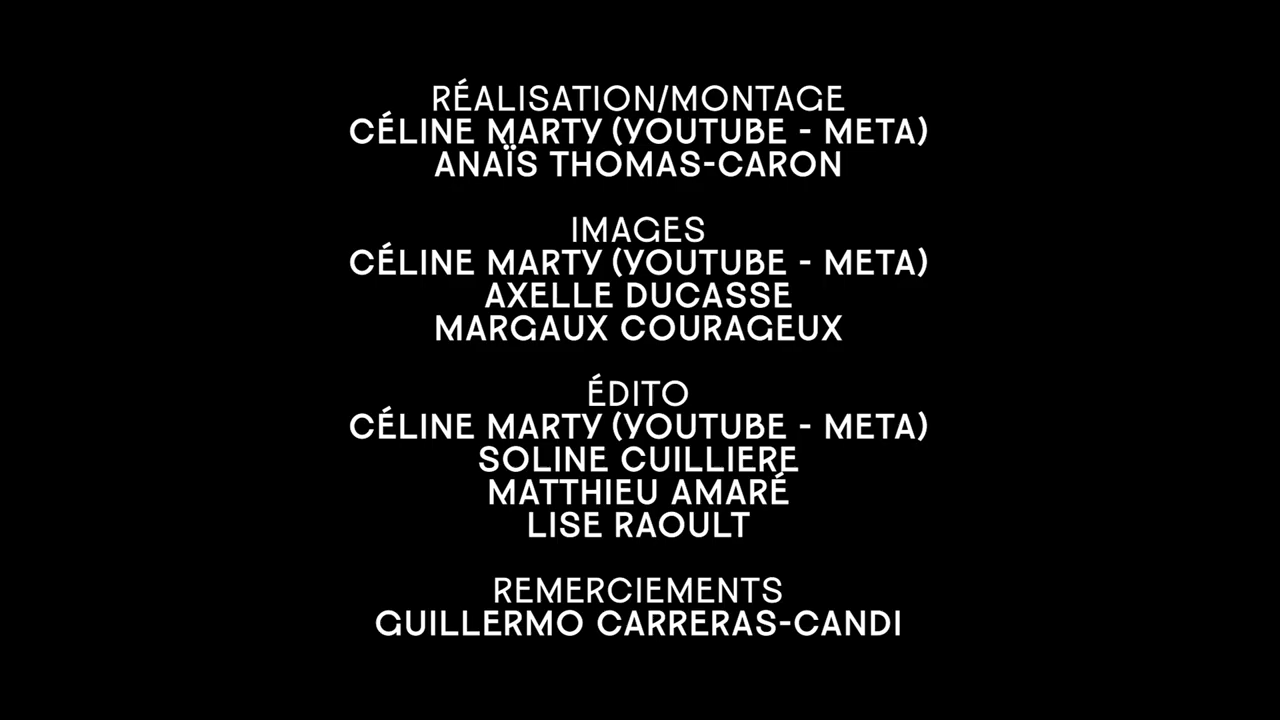 RÉALISATION/MONTAGE
CÉLINE MARTY (YOUTUBE - META)
ANAÏS THOMAS-CARON
IMAGES
CÉLINE MARTY (YOUTUBE - META)
AXELLE DUCASSE
MARGAUX COURAGEUX
ÉDITO
CÉLINE MARTY (YOUTUBE - META)
SOLINE CUILLIERE
MATTHIEU AMARÉ
LISE RAOULT
REMERCIEMENTS
GUILLERMO CARRERAS-CANDI